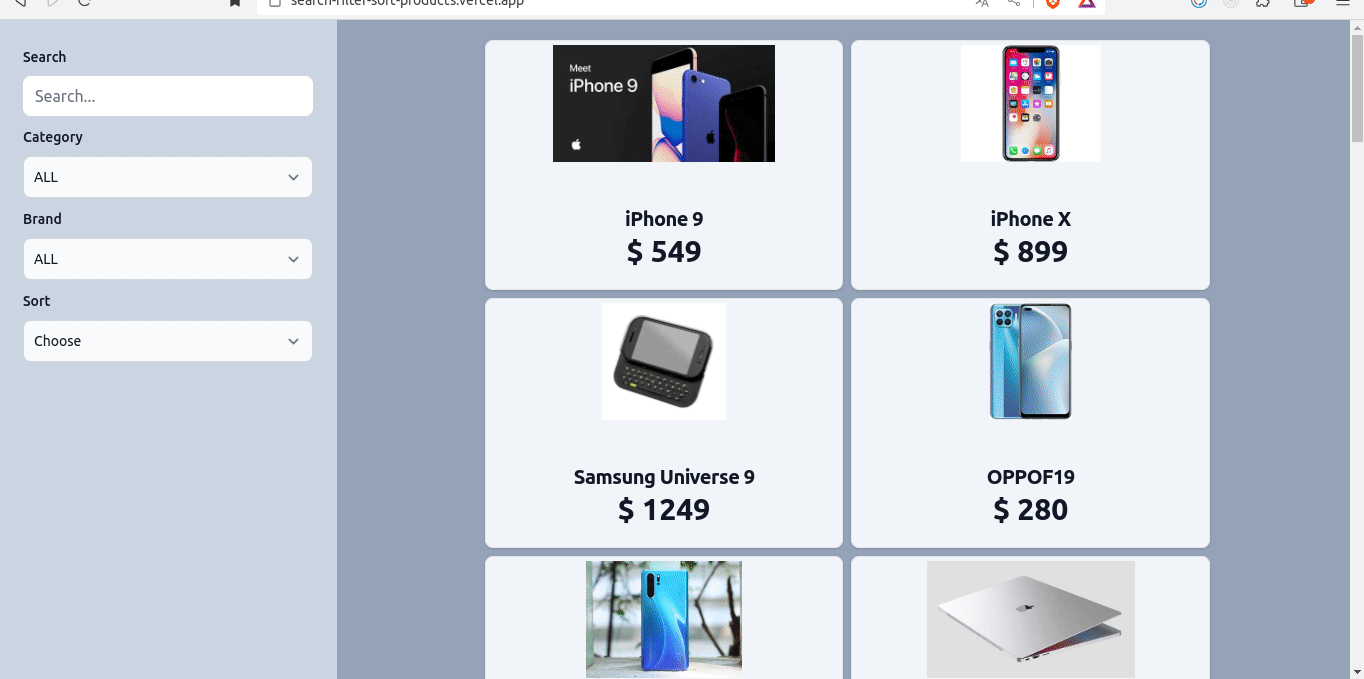 search-filter-sort-products.vercel.app
Search
Search...
Category
ALL
Brand
ALL
Sort
Choose
Meet
iPhone 9
iPhone 9
$ 549
iPhone X
$ 899
Samsung Universe 9
$ 1249
OPPOF19
$ 280